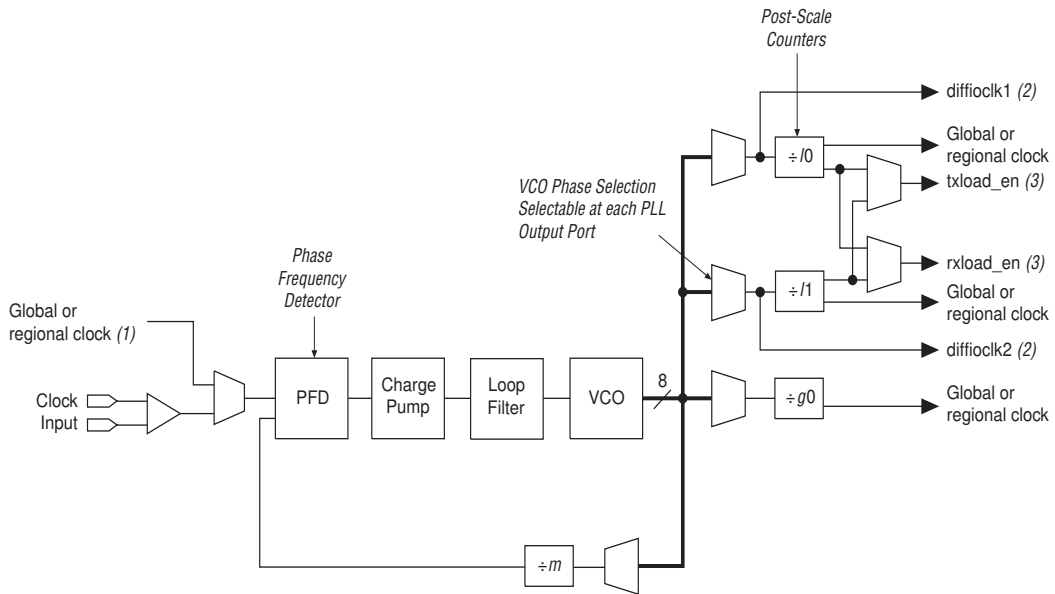 Post-Scale
Counters
diffioclk1 (2)
Global or
regional clock
÷l0
txload_en (3)
VCO Phase Selection
Selectable at each PLL
Output Port
rxload_en (3)
÷l1
Global or
regional clock
diffioclk2 (2)
Phase
Frequency
Detector
Global or
regional clock (1)
Clock
Input
PFD
Charge
Pump
Loop
Filter
VCO
8
÷g0
Global or
regional clock
÷m